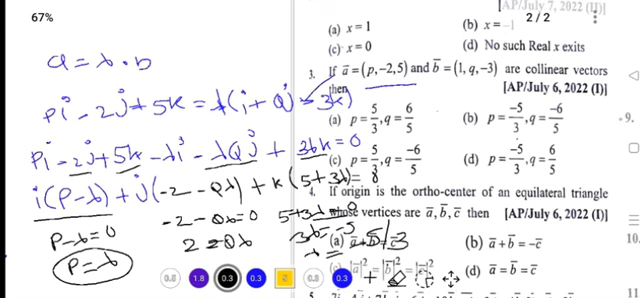 67%
[AP/July 7, 2022 (II)]
2/2
(a) x = 1 (b) x = -1
(c) x = 0 (d) No such Real x exits
3. If a̅ = (p, -2, 5) and b̅ = (1, q, -3) are collinear vectors
then [AP/July 6, 2022 (I)]
(a) p = 5/3, q = 6/5 (b) p = -5/3, q = -6/5
(c) p = 5/3, q = -6/5 (d) p = -5/3, q = 6/5
4. If origin is the ortho-center of an equilateral triangle
whose vertices are a̅, b̅, c̅ then [AP/July 6, 2022 (I)]
(b) a̅ + b̅ = -c̅
(d) a̅ = b̅ = c̅
9.
10.
11
a = λ · b
pi - 2j + 5k = λ(i + qj - 3k)
Pi - 2j + 5k - λi - λqj + 3λk = 0
i(P-λ) + j(-2 - qλ) + k(5+3λ) = 0
P-λ = 0
-2 - qλ = 0
5+3λ = 0
2 = qλ
3λ = -5
P = λ
0.8
1.8
0.3
0.3
0.8
0.3